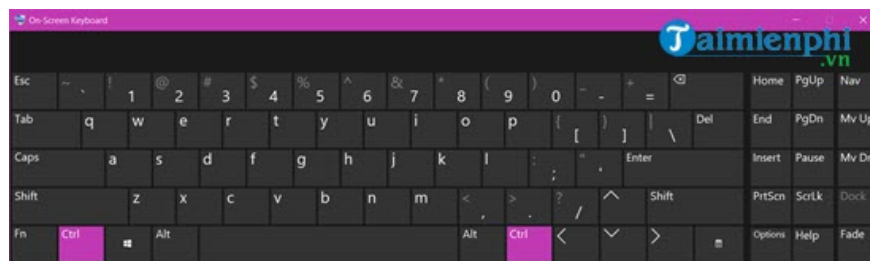 On-Screen Keyboard
Taimienphi
.vn
Esc ~ ` ! 1 @ 2 # 3 $ 4 % 5 ^ 6 & 7 * 8 ( 9 ) 0 _ - + = Home PgUp Nav
Tab q w e r t y u i o p { [ } ] | \ Del End PgDn Mv Up
Caps a s d f g h j k l : ; " ' Enter Insert Pause Mv Dn
Shift z x c v b n m < , > . ? / Shift PrtScn ScrLk Dock
Fn Ctrl Alt Alt Ctrl Options Help Fade